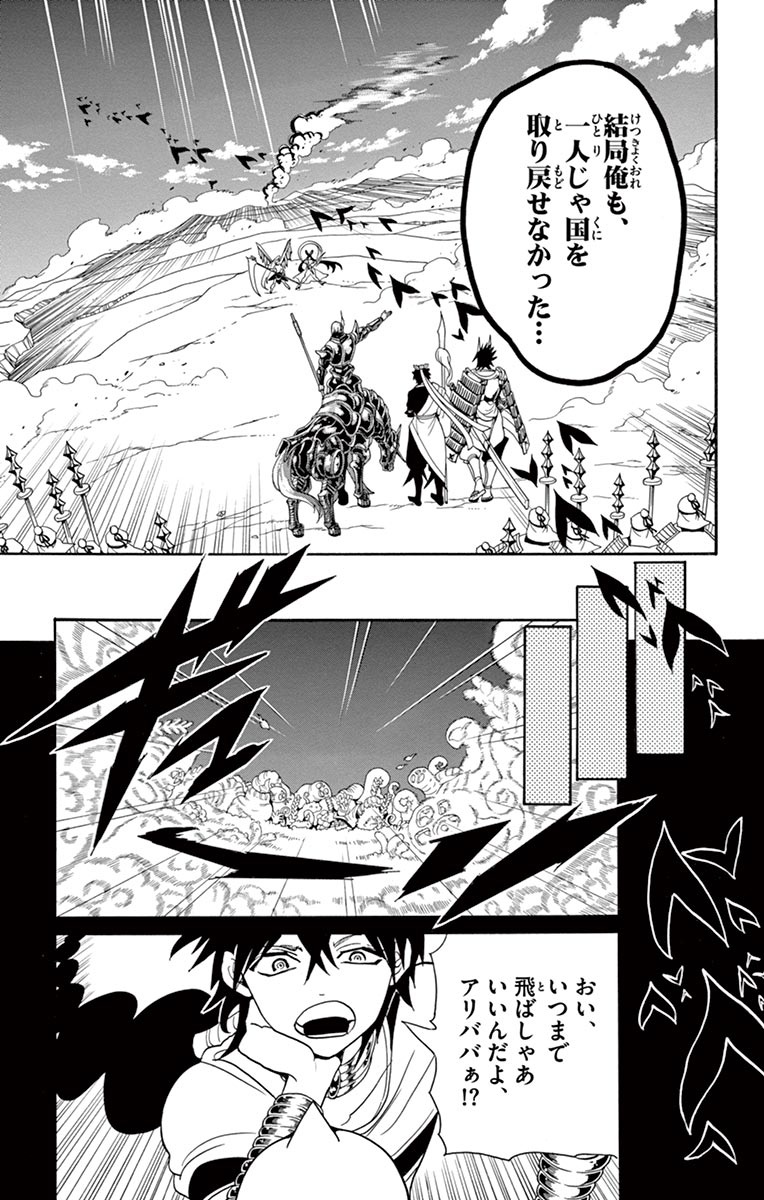 結局俺も、
一人じゃ国を
取り戻せなかった…
ギューン
おい、
いつまで
飛ばしゃあ
いいんだよ、
アリババぁ!?